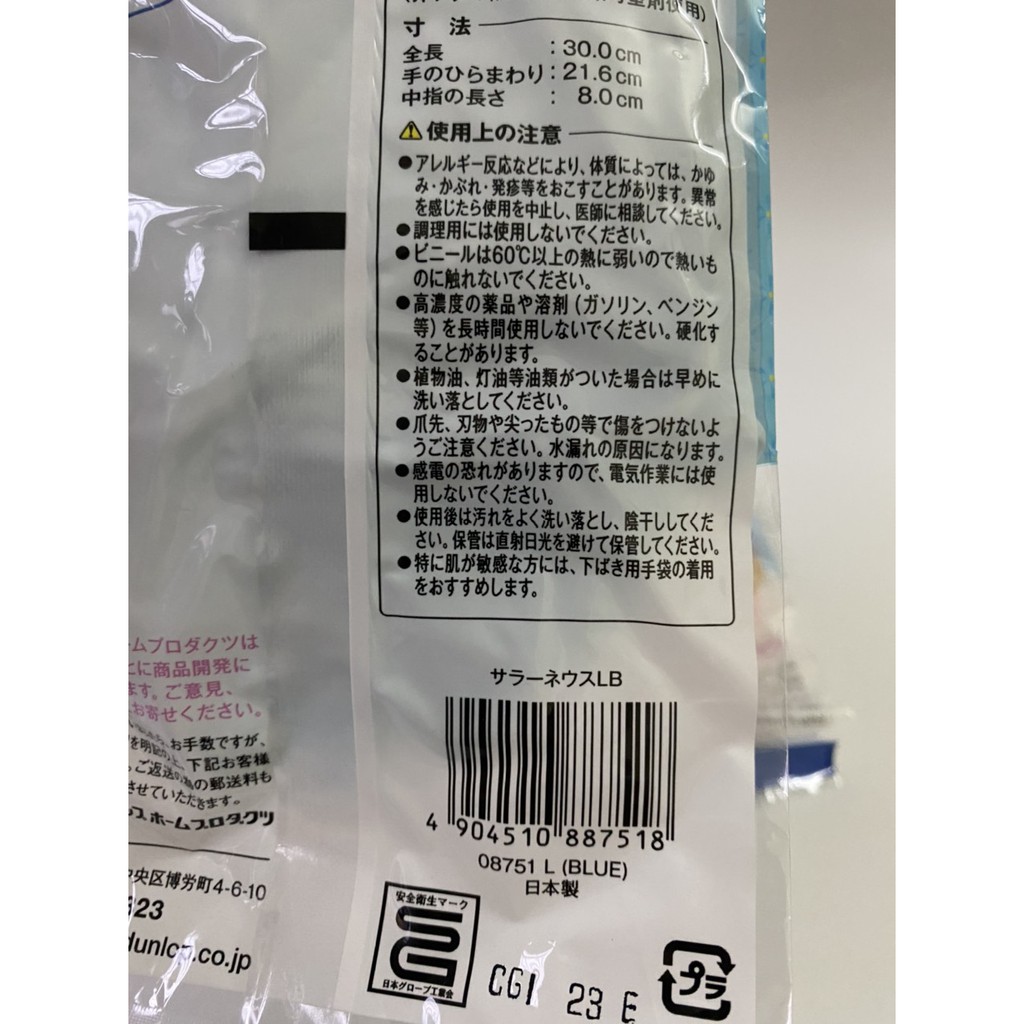 寸 法
全長 : 30.0cm
手のひらまわり : 21.6cm
中指の長さ : 8.0cm
使用上の注意
●アレルギー反応などにより、体質によっては、かゆ
み・かぶれ・発疹等をおこすことがあります。異常
を感じたら使用を中止し、医師に相談してください。
●調理用には使用しないでください。
●ビニールは60℃以上の熱に弱いので熱いも
のに触れないでください。
●高濃度の薬品や溶剤(ガソリン、ベンジン
等)を長時間使用しないでください。硬化す
ることがあります。
●植物油、灯油等油類がついた場合は早めに
洗い落としてください。
●爪先、刃物や尖ったもの等で傷をつけないよ
うご注意ください。水漏れの原因になります。
●感電の恐れがありますので、電気作業には使
用しないでください。
●使用後は汚れをよく洗い落とし、陰干ししてくだ
さい。保管は直射日光を避けて保管してください。
●特に肌が敏感な方には、下ばき用手袋の着用
をおすすめします。
サラーネウスLB
4 904510 887518
08751 L (BLUE)
日本製
安全衛生マーク
SG
日本グローブ工業会
CG1 23 E
プラ
ームプロダクツは
とに商品開発に
ます。ご意見、
お寄せください。
お手数ですが、
を明記の上、下記お客様
。ご返送の為の郵送料も
させていただきます。
ホームプロダクツ
中央区博労町4-6-10
923
dunlop.co.jp